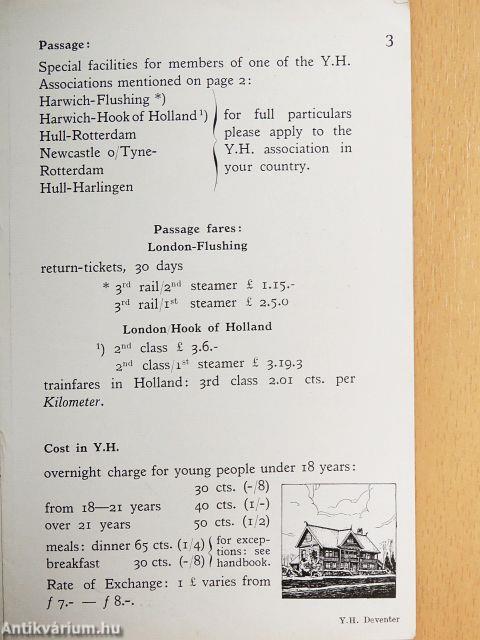 3
Passage:
Special facilities for members of one of the Y.H.
Associations mentioned on page 2:
Harwich-Flushing *)
Harwich-Hook of Holland ¹)
Hull-Rotterdam
Newcastle o/Tyne-
Rotterdam
Hull-Harlingen
for full particulars
please apply to the
Y.H. association in
your country.
Passage fares:
London-Flushing
return-tickets, 30 days
* 3rd rail/2nd steamer £ 1.15.-
3rd rail/1st steamer £ 2.5.0
London/Hook of Holland
¹) 2nd class £ 3.6.-
2nd class/1st steamer £ 3.19.3
trainfares in Holland: 3rd class 2.01 cts. per
Kilometer.
Cost in Y.H.
overnight charge for young people under 18 years:
30 cts. (-/8)
from 18—21 years 40 cts. (1/-)
over 21 years 50 cts. (1/2)
meals: dinner 65 cts. (1/4)
breakfast 30 cts. (-/8)
for excep-
tions: see
handbook.
Rate of Exchange: 1 £ varies from
f 7.- — f 8.-.
Y.H. Deventer
Antikvárium.hu